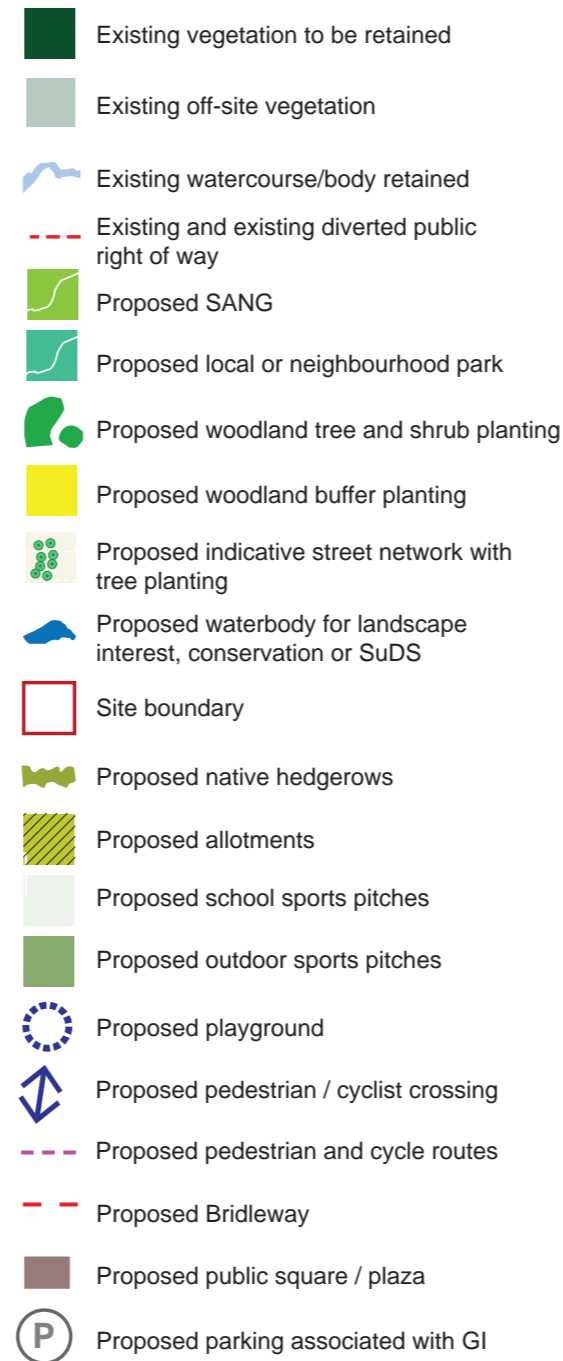 Existing vegetation to be retained
Existing off-site vegetation
Existing watercourse/body retained
Existing and existing diverted public
right of way
Proposed SANG
Proposed local or neighbourhood park
Proposed woodland tree and shrub planting
Proposed woodland buffer planting
Proposed indicative street network with
tree planting
Proposed waterbody for landscape
interest, conservation or SuDS
Site boundary
Proposed native hedgerows
Proposed allotments
Proposed school sports pitches
Proposed outdoor sports pitches
Proposed playground
Proposed pedestrian / cyclist crossing
Proposed pedestrian and cycle routes
Proposed Bridleway
Proposed public square / plaza
P Proposed parking associated with GI